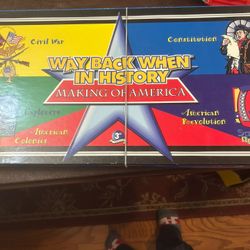 Civil War
Constitution
WAY BACK WHEN
IN HISTORY
MAKING OF AMERICA
Explorers
American
Colonies
American
Revolution